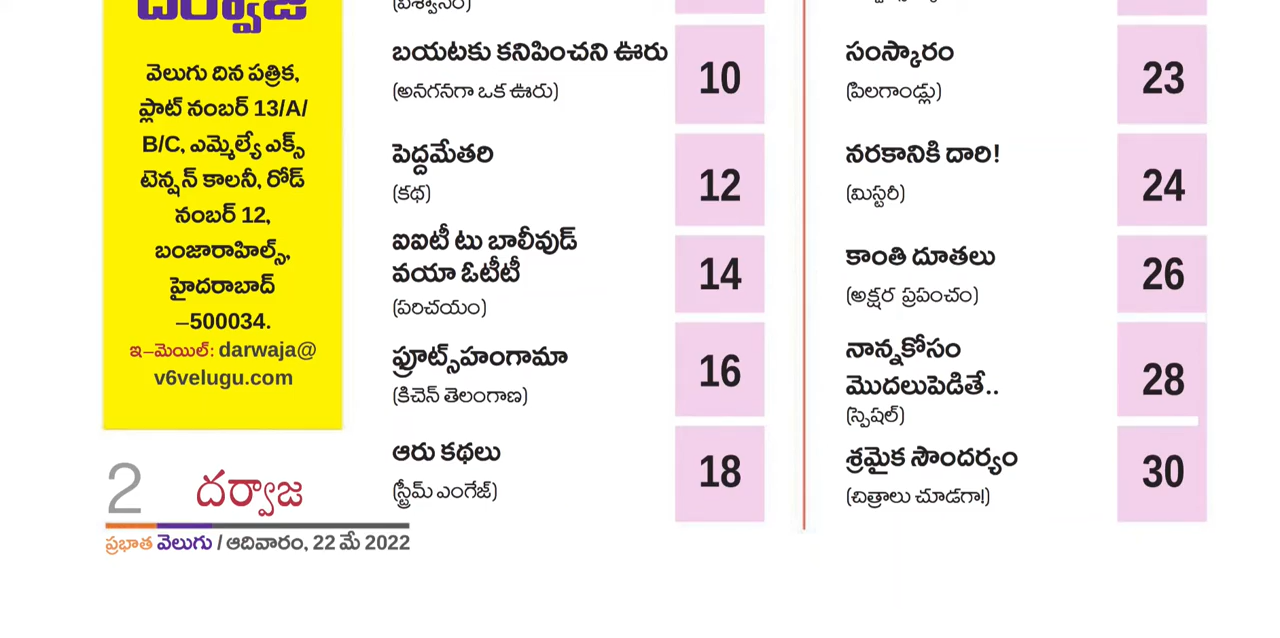 దర్వాజ
వెలుగు దిన పత్రిక,
ప్లాట్ నంబర్ 13/A/
B/C, ఎమ్మెల్యే ఎక్స్
టెన్షన్ కాలనీ, రోడ్
నంబర్ 12,
బంజారాహిల్స్,
హైదరాబాద్
–500034.
ఇ–మెయిల్: darwaja@
v6velugu.com
2 దర్వాజ
ప్రభాత వెలుగు / ఆదివారం, 22 మే 2022
బయటకు కనిపించని ఊరు
(అనగనగా ఒక ఊరు)
10
పెద్దమేతరి
(కథ)
12
ఐఐటీ టు బాలీవుడ్
వయా ఓటీటీ
(పరిచయం)
14
ఫ్రూట్స్‌హంగామా
(కిచెన్ తెలంగాణ)
16
ఆరు కథలు
(స్ట్రీమ్ ఎంగేజ్)
18
సంస్కారం
(పిలగాండ్లు)
23
నరకానికి దారి!
(మిస్టరీ)
24
కాంతి దూతలు
(అక్షర ప్రపంచం)
26
నాన్నకోసం
మొదలుపెడితే..
(స్పెషల్)
28
శ్రమైక సౌందర్యం
(చిత్రాలు చూడగా!)
30